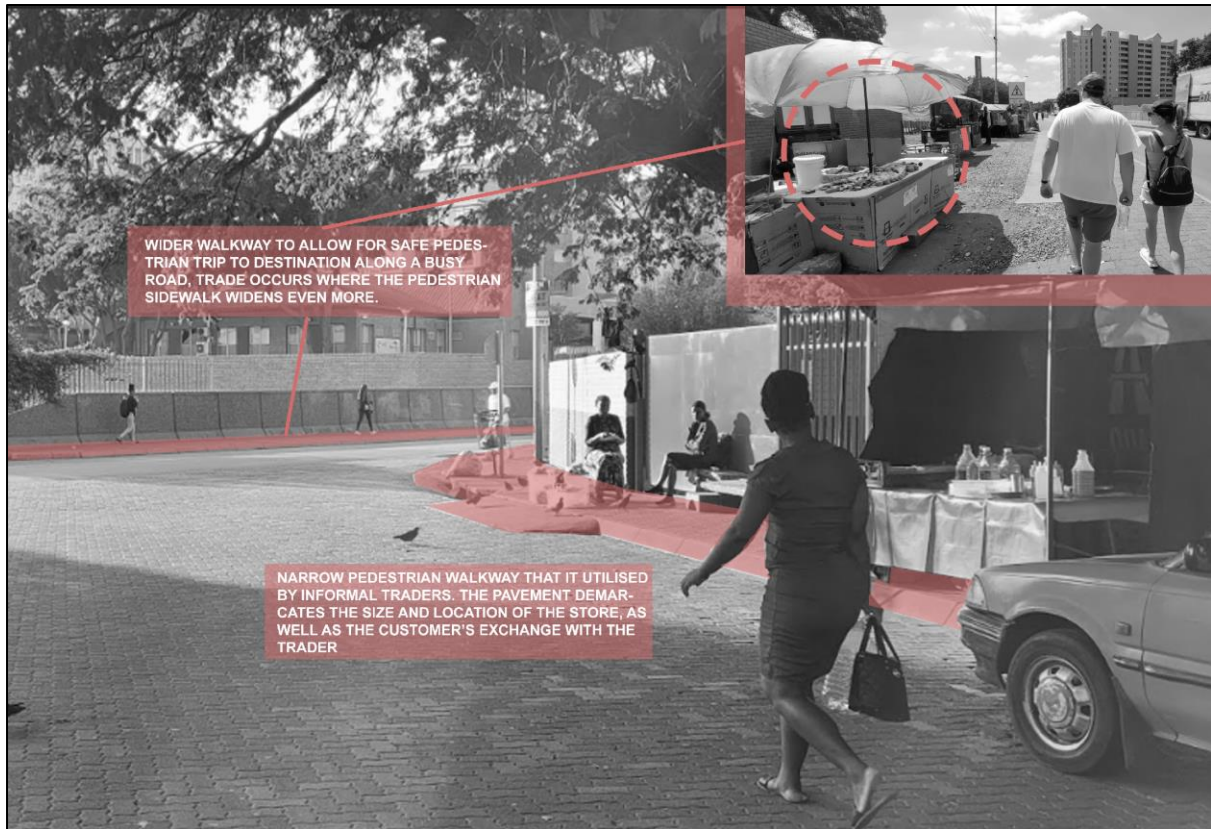 WIDER WALKWAY TO ALLOW FOR SAFE PEDES-
TRIAN TRIP TO DESTINATION ALONG A BUSY
ROAD, TRADE OCCURS WHERE THE PEDESTRIAN
SIDEWALK WIDENS EVEN MORE.
NARROW PEDESTRIAN WALKWAY THAT IT UTILISED
BY INFORMAL TRADERS. THE PAVEMENT DEMAR-
CATES THE SIZE AND LOCATION OF THE STORE, AS
WELL AS THE CUSTOMER'S EXCHANGE WITH THE
TRADER